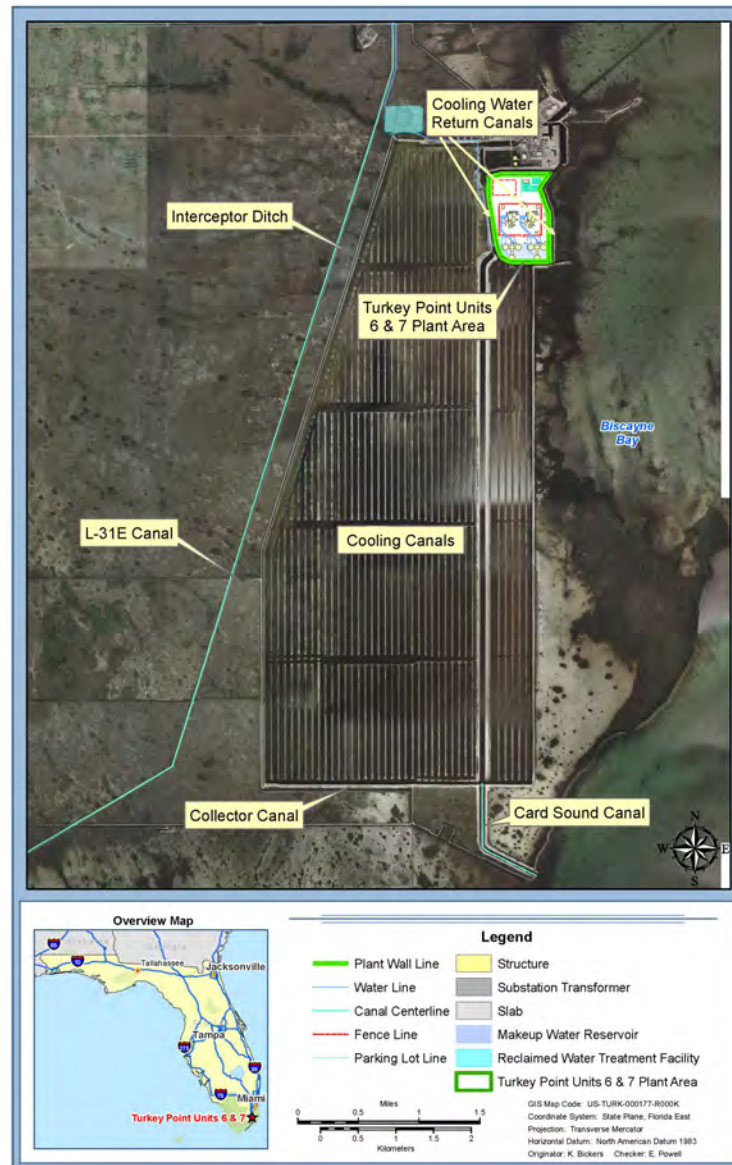 Cooling Water
Return Canals
Interceptor Ditch
Turkey Point Units
6 & 7 Plant Area
Biscayne
Bay
L-31E Canal
Cooling Canals
Collector Canal
Card Sound Canal
N
W
E
S
Overview Map
Tallahassee
Jacksonville
Tampa
Miami
Turkey Point Units 6 & 7
Legend
Plant Wall Line
Water Line
Canal Centerline
Fence Line
Parking Lot Line
Structure
Substation Transformer
Slab
Makeup Water Reservoir
Reclaimed Water Treatment Facility
Turkey Point Units 6 & 7 Plant Area
Miles
0 0.5 1 1.5
0 0.5 1 1.5 2
Kilometers
GIS Map Code: US-TURK-000177-R000K
Coordinate System: State Plane, Florida East
Projection: Transverse Mercator
Horizontal Datum: North American Datum 1983
Originator: K. Bickers Checker: E. Powell